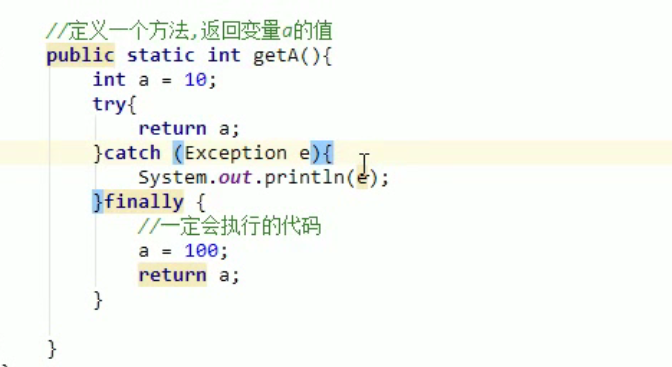 //定义一个方法,返回变量a的值
public static int getA(){
int a = 10;
try{
return a;
}catch (Exception e){
System.out.println(e);
}finally {
//一定会执行的代码
a = 100;
return a;
}
}